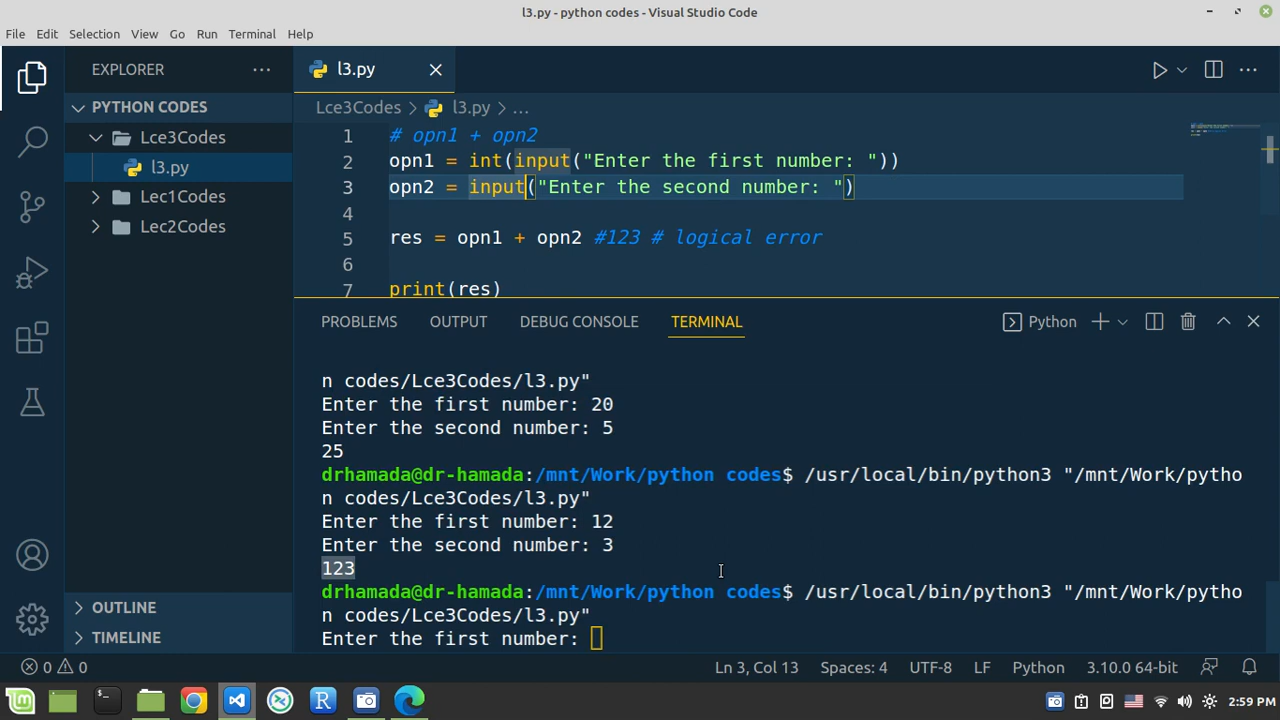 l3.py - python codes - Visual Studio Code
File Edit Selection View Go Run Terminal Help
EXPLORER
PYTHON CODES
Lce3Codes
l3.py
Lec1Codes
Lec2Codes
OUTLINE
TIMELINE
l3.py
Lce3Codes > l3.py > ...
1 # opn1 + opn2
2 opn1 = int(input("Enter the first number: "))
3 opn2 = input("Enter the second number: ")
4
5 res = opn1 + opn2 #123 # logical error
6
7 print(res)
PROBLEMS OUTPUT DEBUG CONSOLE TERMINAL
Python
n codes/Lce3Codes/l3.py"
Enter the first number: 20
Enter the second number: 5
25
drhamada@dr-hamada:/mnt/Work/python codes$ /usr/local/bin/python3 "/mnt/Work/pytho
n codes/Lce3Codes/l3.py"
Enter the first number: 12
Enter the second number: 3
123
drhamada@dr-hamada:/mnt/Work/python codes$ /usr/local/bin/python3 "/mnt/Work/pytho
n codes/Lce3Codes/l3.py"
Enter the first number:
0 0 Ln 3, Col 13 Spaces: 4 UTF-8 LF Python 3.10.0 64-bit
R 2:59 PM